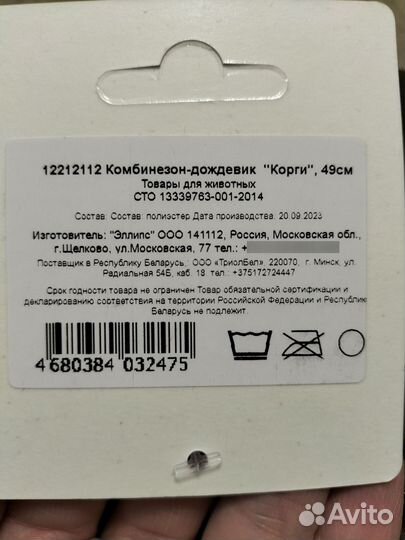 12212112 Комбинезон-дождевик "Корги", 49см
Товары для животных
СТО 13339763-001-2014
Состав: Состав: полиэстер Дата производства: 20.09.2023
Изготовитель: "Эллипс" ООО 141112, Россия, Московская обл.,
г.Щелково, ул.Московская, 77 тел.: +
Поставщик в Республику Беларусь: ООО «ТриолБел», 220070, г. Минск, ул.
Радиальная 54Б, каб. 18. тел.: +375172724447
Срок годности не ограничен Товар обязательной сертификации и
декларированию соответствия на территории Российской Федерации и Республики
Беларусь не подлежит.
4 680384 032475
Avito